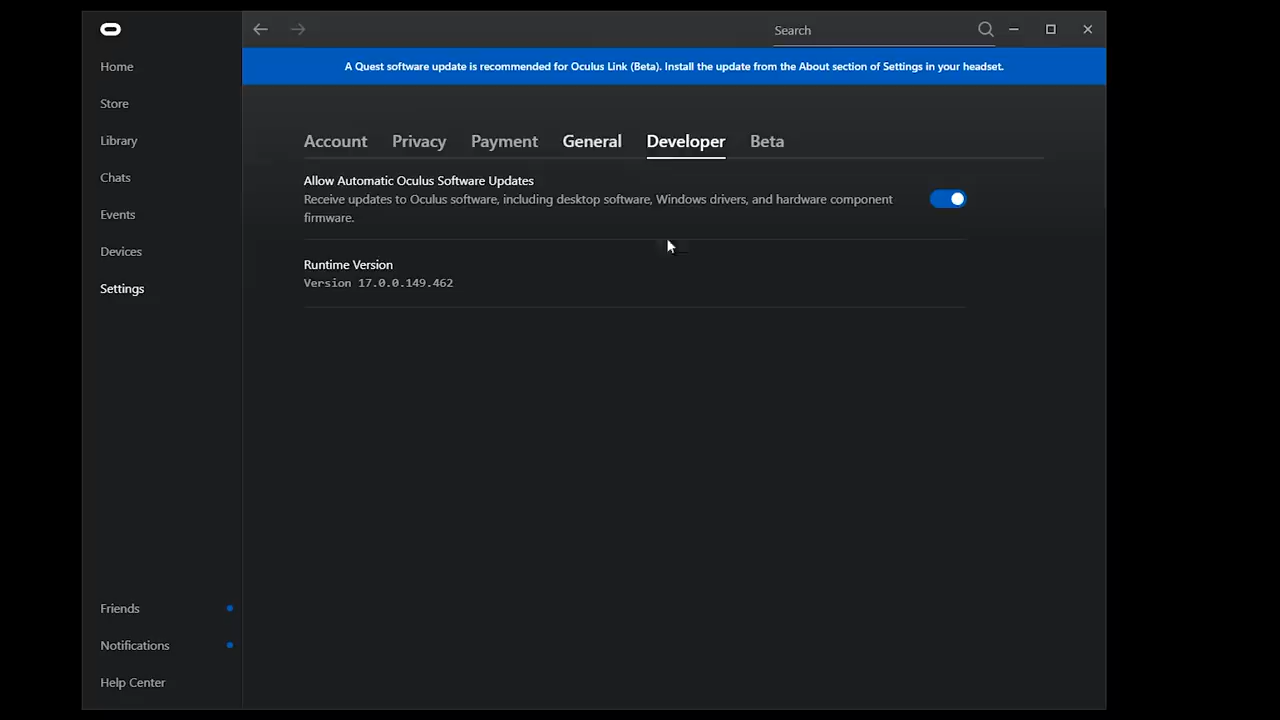 Search
A Quest software update is recommended for Oculus Link (Beta). Install the update from the About section of Settings in your headset.
Home
Store
Library
Chats
Events
Devices
Settings
Account Privacy Payment General Developer Beta
Allow Automatic Oculus Software Updates
Receive updates to Oculus software, including desktop software, Windows drivers, and hardware component
firmware.
Runtime Version
Version 17.0.0.149.462
Friends
Notifications
Help Center